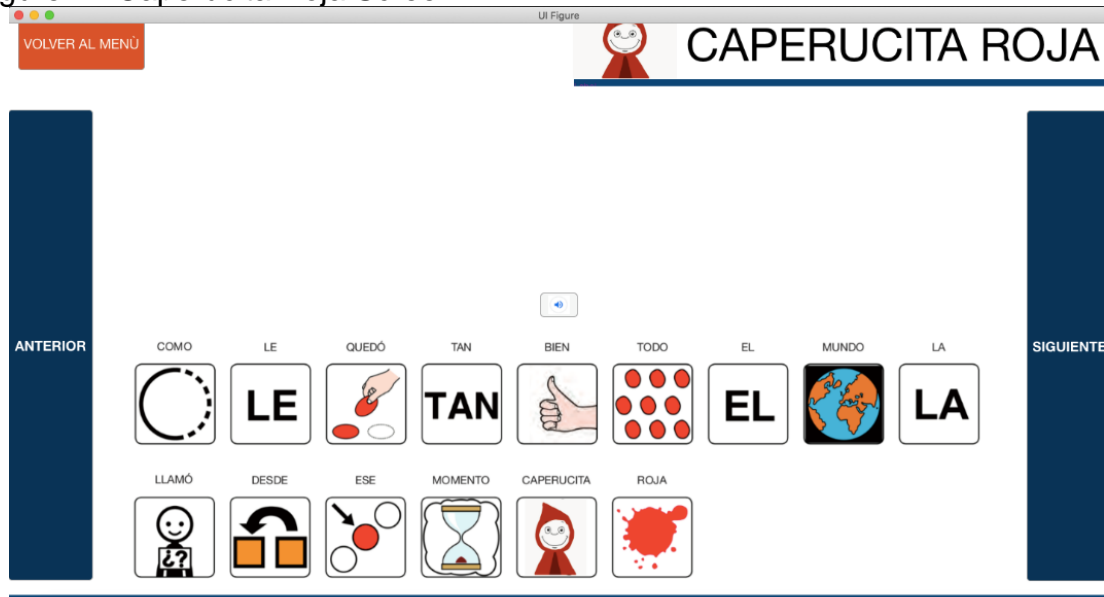 UI Figure
VOLVER AL MENÙ
CAPERUCITA ROJA
ANTERIOR
SIGUIENTE
COMO LE QUEDÓ TAN BIEN TODO EL MUNDO LA
LE TAN EL LA
LLAMÓ DESDE ESE MOMENTO CAPERUCITA ROJA
¿?